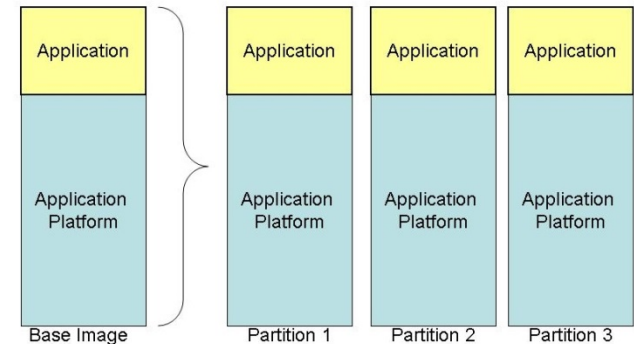 Application
Application
Application
Application
Application
Platform
Application
Platform
Application
Platform
Application
Platform
Base Image
Partition 1
Partition 2
Partition 3